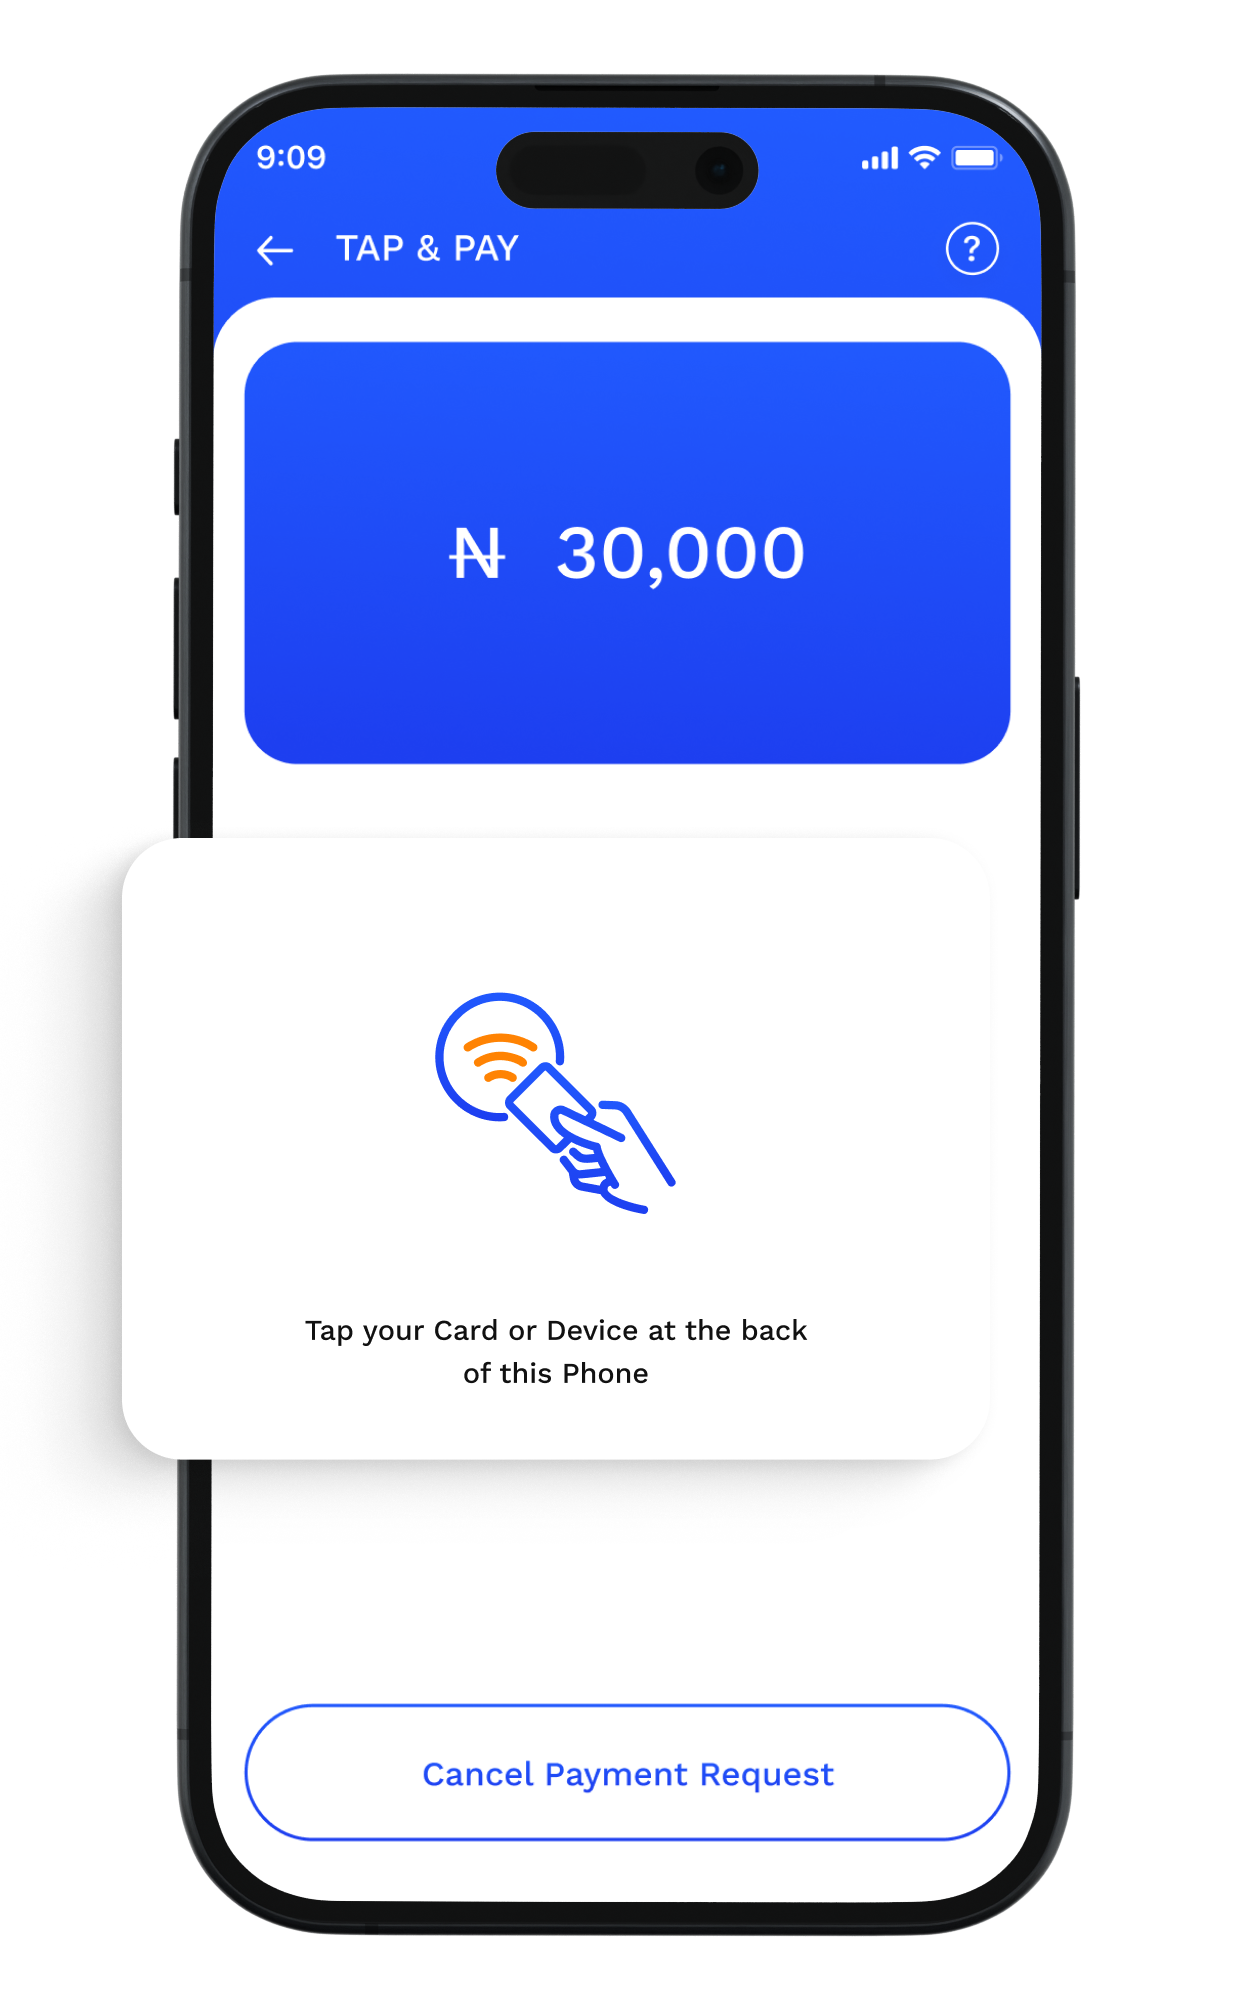 9:09
TAP & PAY
?
₦ 30,000
Tap your Card or Device at the back
of this Phone
Cancel Payment Request